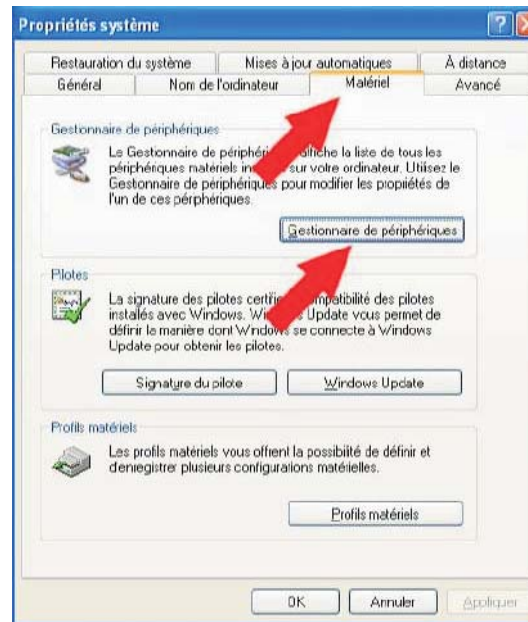 Propriétés système
Restauration du système Mises à jour automatiques À distance
Général Nom de l'ordinateur Matériel Avancé
Gestionnaire de périphériques
Le Gestionnaire de affiche la liste de tous les
périphériques matériels sur votre ordinateur. Utilisez le
Gestionnaire de périphériques pour modifier les propriétés de
l'un de ces périphériques.
Gestionnaire de périphériques
Pilotes
La signature des pilotes compatibilité des pilotes
installés avec Windows. Update vous permet de
définir la manière dont Windows se connecte à Windows
Update pour obtenir les pilotes.
Signature du pilote Windows Update
Profils matériels
Les profils matériels vous offrent la possibilité de définir et
d'enregistrer plusieurs configurations matérielles.
Profils matériels
OK Annuler Appliquer